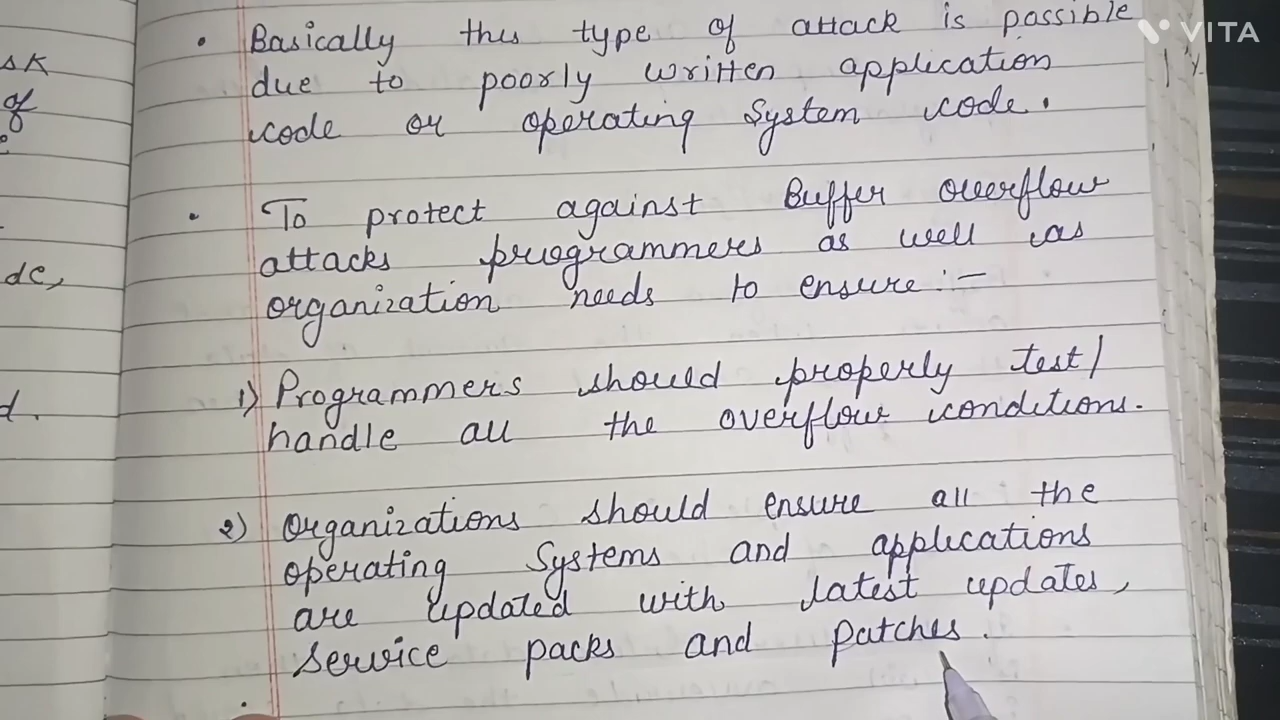 • Basically this type of attack is possible
due to poorly written application
code or operating System code.
• To protect against Buffer overflow
attacks programmers as well as
organization needs to ensure :-
1) Programmers should properly test/
handle all the overflow conditions.
2) Organizations should ensure all the
operating Systems and applications
are updated with latest updates,
Service packs and patches.
VITA
sk
of
de,
d.